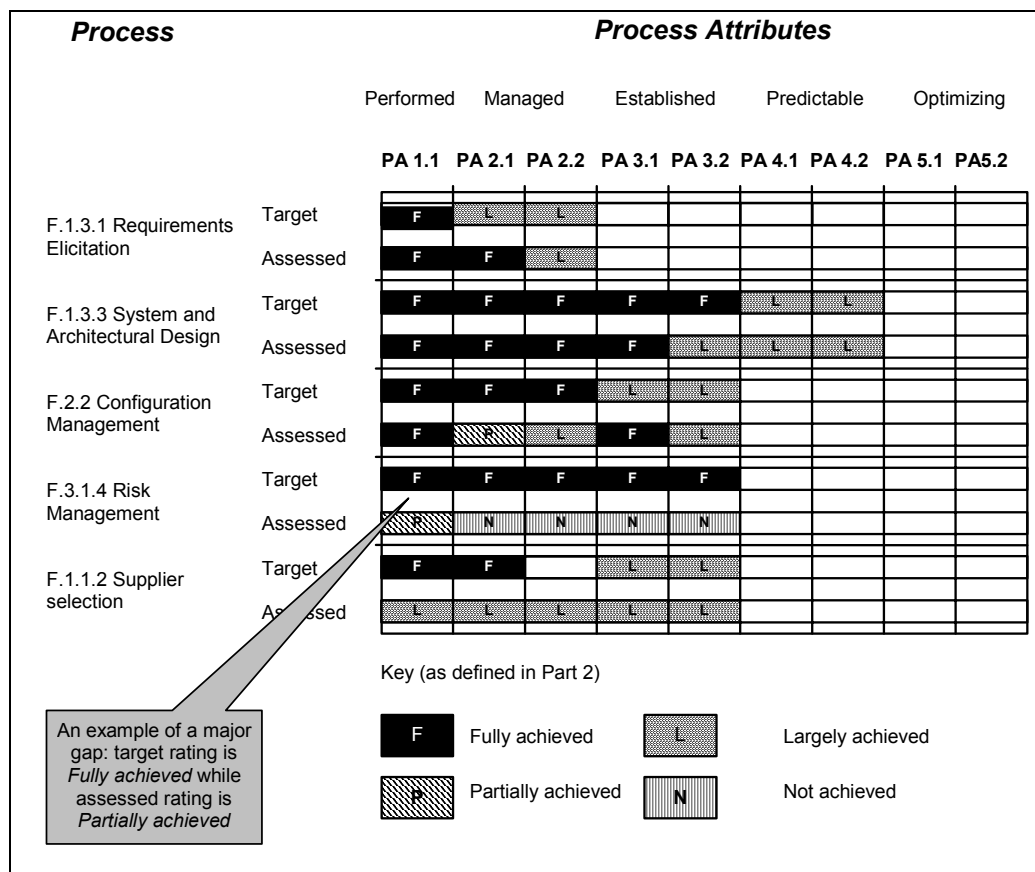 Process
Process Attributes
Performed Managed Established Predictable Optimizing
PA 1.1 PA 2.1 PA 2.2 PA 3.1 PA 3.2 PA 4.1 PA 4.2 PA 5.1 PA5.2
F.1.3.1 Requirements
Elicitation
Target F L L
Assessed F F L
F.1.3.3 System and
Architectural Design
Target F F F F F L L
Assessed F F F F L L L
F.2.2 Configuration
Management
Target F F F L L
Assessed F P L F L
F.3.1.4 Risk
Management
Target F F F F F
Assessed P N N N N
F.1.1.2 Supplier
selection
Target F F L L
Assessed L L L L L
Key (as defined in Part 2)
F Fully achieved L Largely achieved
P Partially achieved N Not achieved
An example of a major
gap: target rating is
Fully achieved while
assessed rating is
Partially achieved